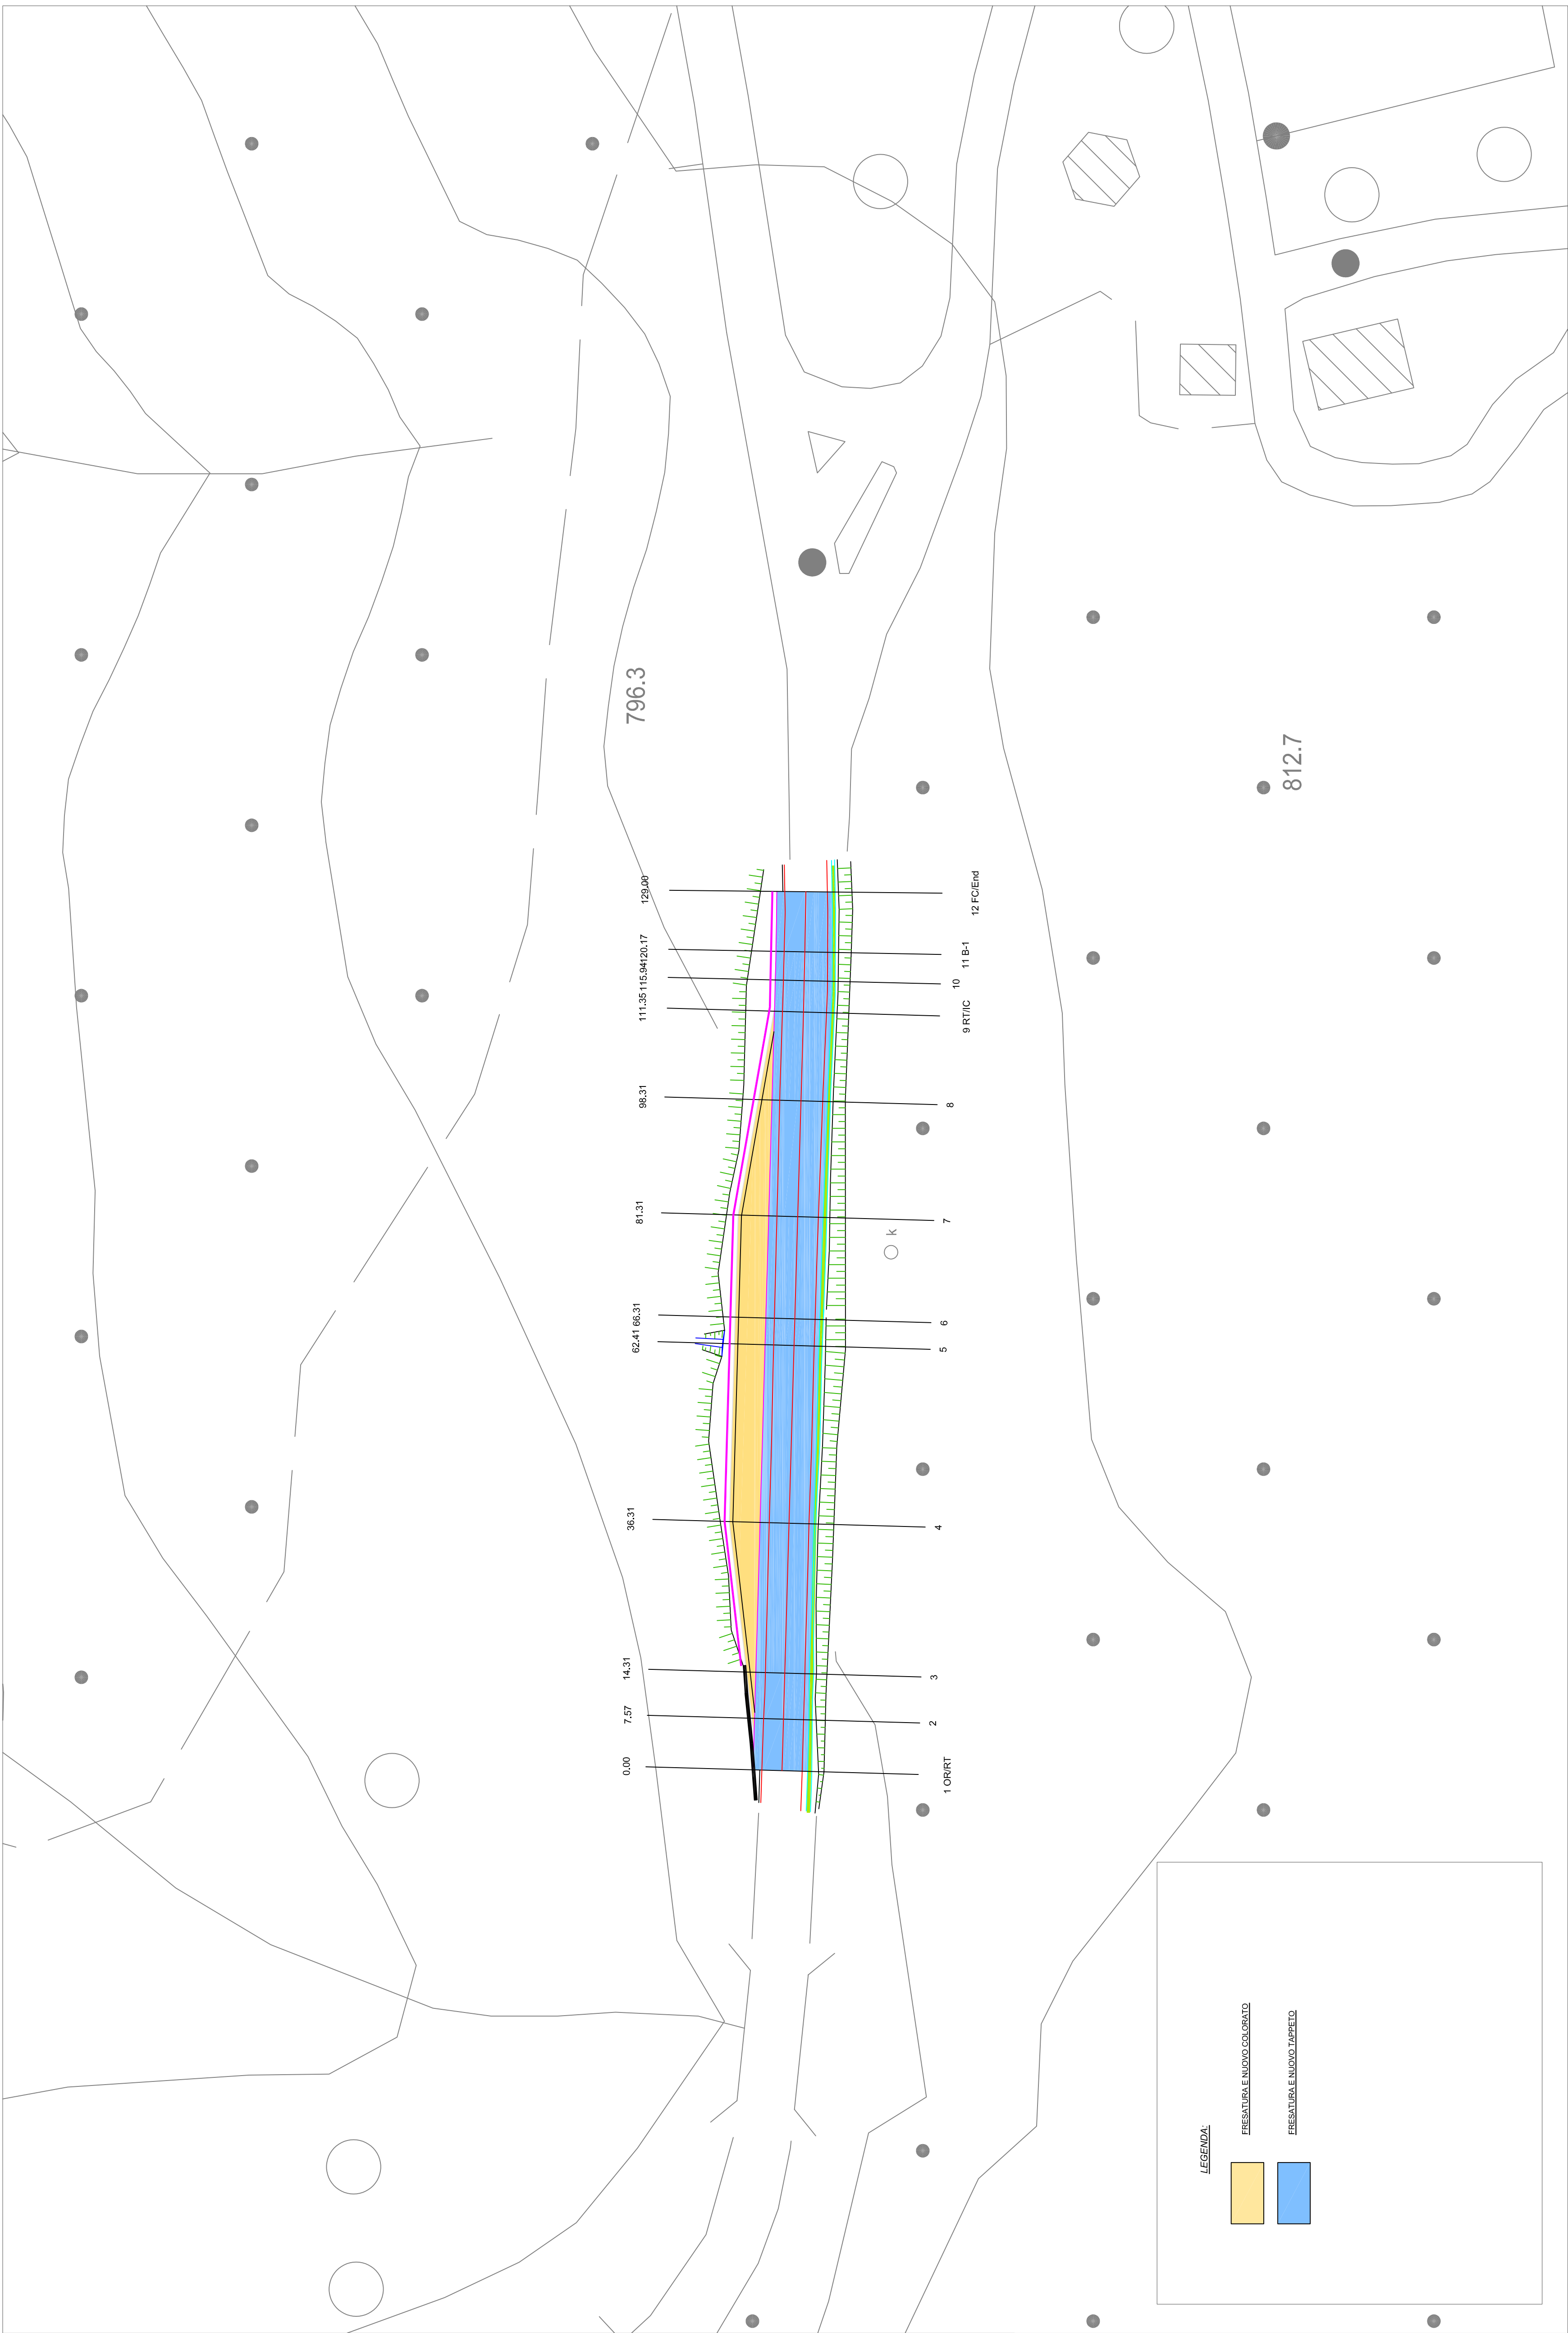 796.3
812.7
0.00
7.57
14.31
36.31
62.41
66.31
81.31
98.31
111.35
115.94
120.17
129.00
1 OR/RT
2
3
4
5
6
7
8
9 RT/IC
10
11 B-1
12 FC/End
k
LEGENDA:
FRESATURA E NUOVO COLORATO
FRESATURA E NUOVO TAPPETO